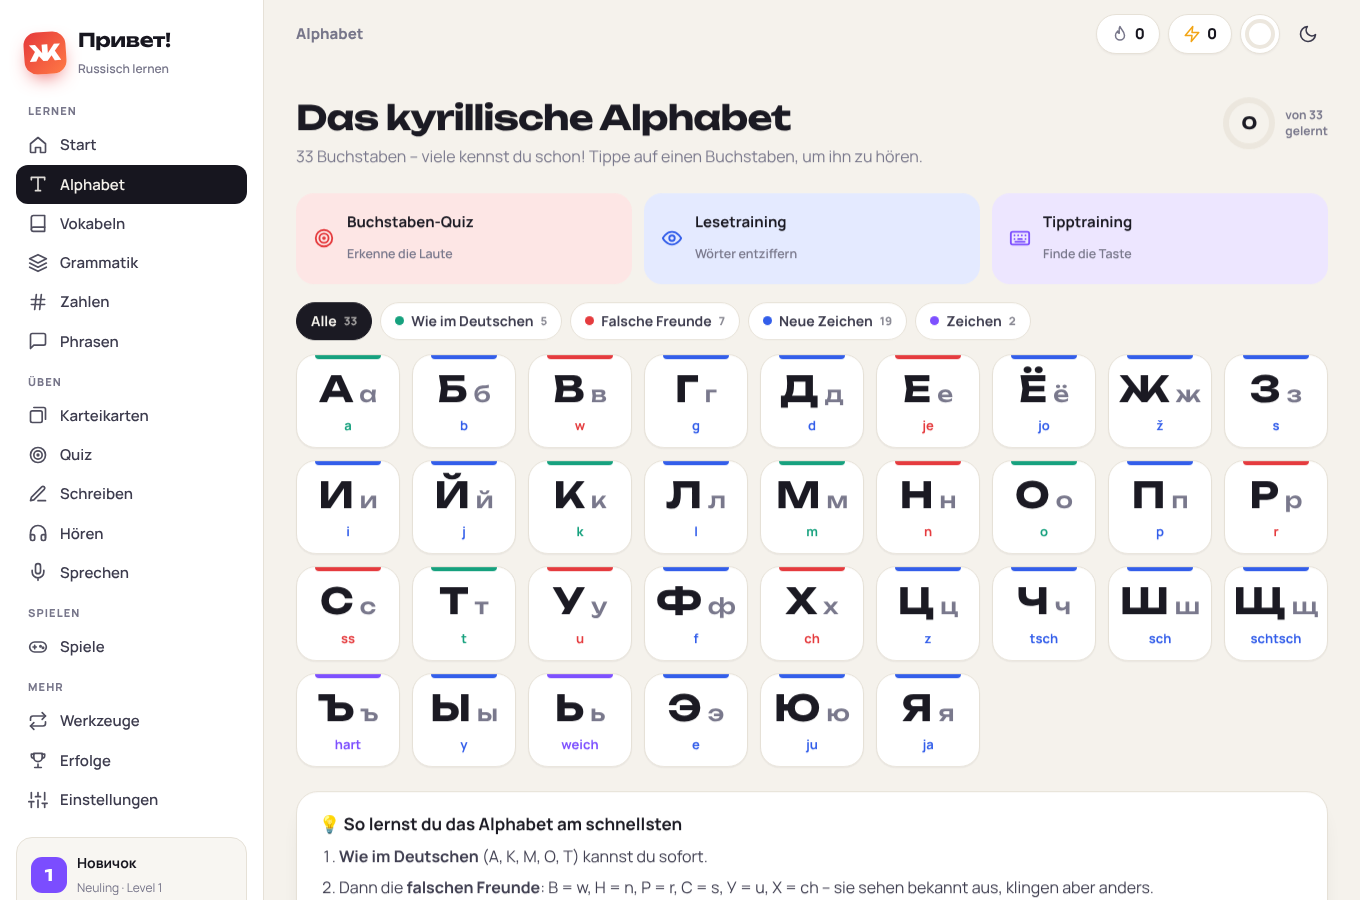 Ж
Привет!
Russisch lernen
LERNEN
Start
Alphabet
Vokabeln
Grammatik
Zahlen
Phrasen
ÜBEN
Karteikarten
Quiz
Schreiben
Hören
Sprechen
SPIELEN
Spiele
MEHR
Werkzeuge
Erfolge
Einstellungen
1
Новичок
Neuling · Level 1
Alphabet
0
0
Das kyrillische Alphabet
33 Buchstaben – viele kennst du schon! Tippe auf einen Buchstaben, um ihn zu hören.
0
von 33
gelernt
Buchstaben-Quiz
Erkenne die Laute
Lesetraining
Wörter entziffern
Tipptraining
Finde die Taste
Alle 33 Wie im Deutschen 5 Falsche Freunde 7 Neue Zeichen 19 Zeichen 2
А а Б б В в Г г Д д Е е Ё ё Ж ж З з
a b w g d je jo ž s
И и Й й К к Л л М м Н н О о П п Р р
i j k l m n o p r
С с Т т У у Ф ф Х х Ц ц Ч ч Ш ш Щ щ
ss t u f ch z tsch sch schtsch
Ъ ъ Ы ы Ь ь Э э Ю ю Я я
hart y weich e ju ja
💡 So lernst du das Alphabet am schnellsten
1. Wie im Deutschen (A, K, M, O, T) kannst du sofort.
2. Dann die falschen Freunde: В = w, Н = n, Р = r, С = s, У = u, Х = ch – sie sehen bekannt aus, klingen aber anders.